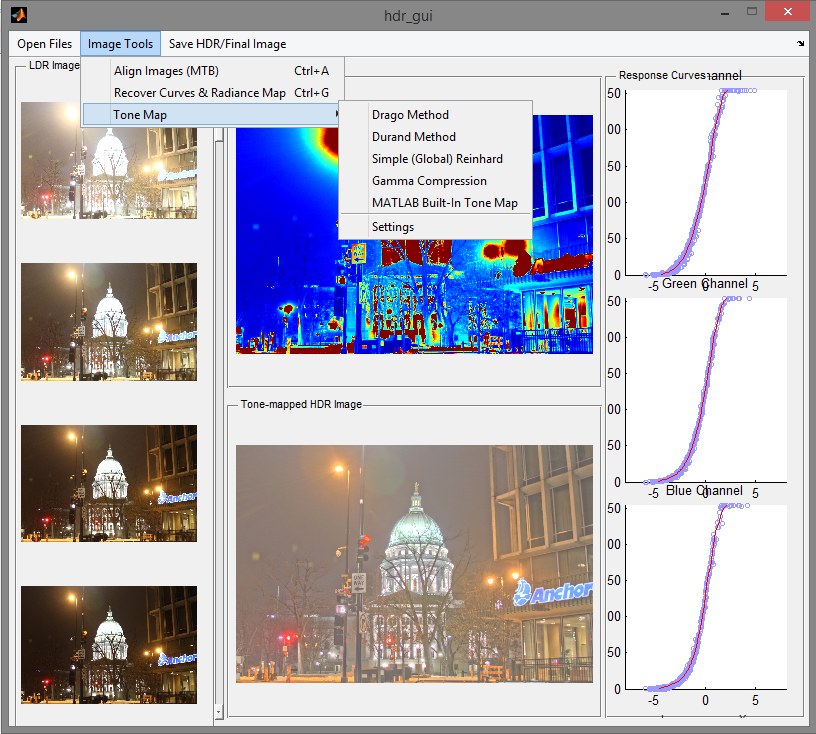 hdr_gui
Open Files Image Tools Save HDR/Final Image
LDR Image
Align Images (MTB) Ctrl+A
Recover Curves & Radiance Map Ctrl+G
Tone Map
Drago Method
Durand Method
Simple (Global) Reinhard
Gamma Compression
MATLAB Built-In Tone Map
Settings
Response Curves
50
00
50
00
50
0
-5 0 5
Green Channel
50
00
50
00
50
0
-5 0 5
Blue Channel
50
00
50
00
50
0
-5 0 5
Tone-mapped HDR Image
ONE
WAY
Anchor
Anchor
Anchor
Anchor